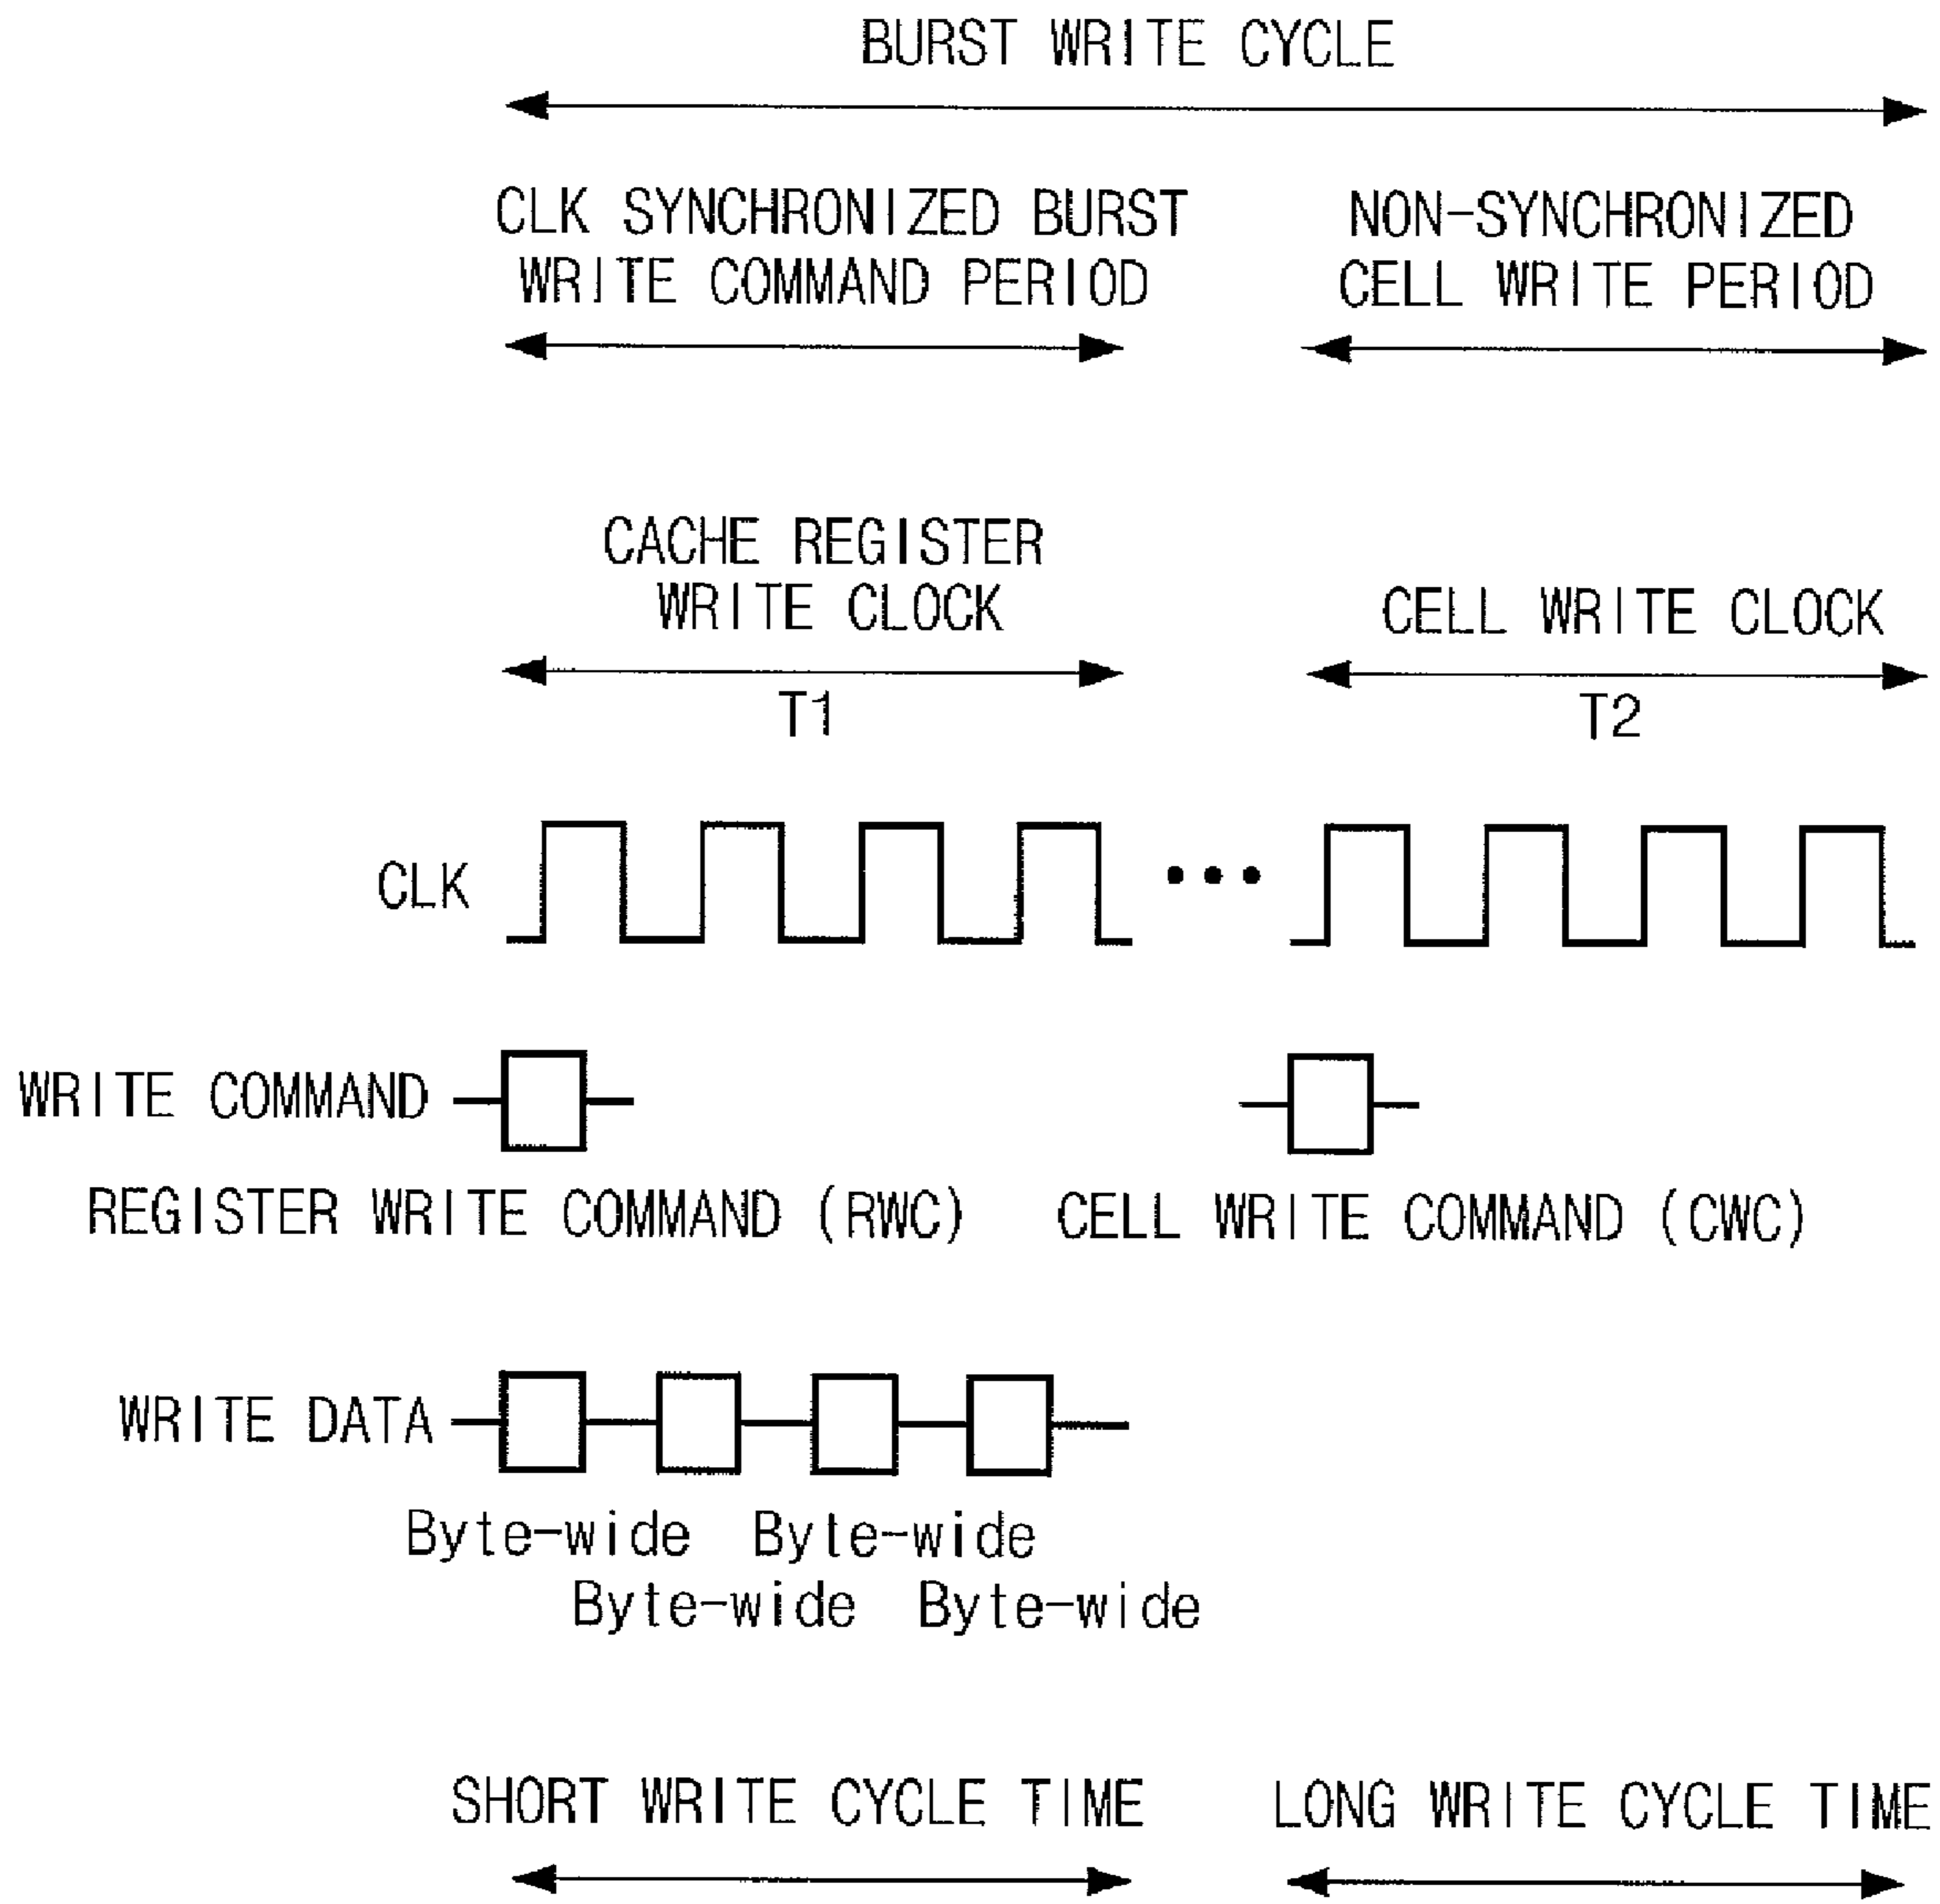 BURST WRITE CYCLE
CLK SYNCHRONIZED BURST
WRITE COMMAND PERIOD
NON-SYNCHRONIZED
CELL WRITE PERIOD
CACHE REGISTER
WRITE CLOCK
CELL WRITE CLOCK
T1
T2
CLK
WRITE COMMAND
REGISTER WRITE COMMAND (RWC)
CELL WRITE COMMAND (CWC)
WRITE DATA
Byte-wide Byte-wide
Byte-wide Byte-wide
SHORT WRITE CYCLE TIME
LONG WRITE CYCLE TIME